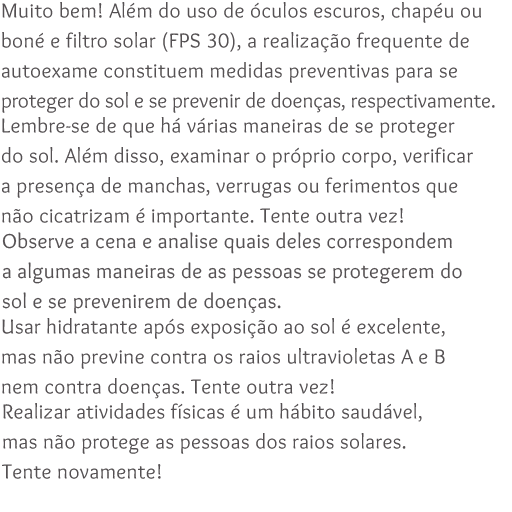 Muito bem! Além do uso de óculos escuros, chapéu ou
boné e filtro solar (FPS 30), a realização frequente de
autoexame constituem medidas preventivas para se
proteger do sol e se prevenir de doenças, respectivamente.
Lembre-se de que há várias maneiras de se proteger
do sol. Além disso, examinar o próprio corpo, verificar
a presença de manchas, verrugas ou ferimentos que
não cicatrizam é importante. Tente outra vez!
Observe a cena e analise quais deles correspondem
a algumas maneiras de as pessoas se protegerem do
sol e se prevenirem de doenças.
Usar hidratante após exposição ao sol é excelente,
mas não previne contra os raios ultravioletas A e B
nem contra doenças. Tente outra vez!
Realizar atividades físicas é um hábito saudável,
mas não protege as pessoas dos raios solares.
Tente novamente!